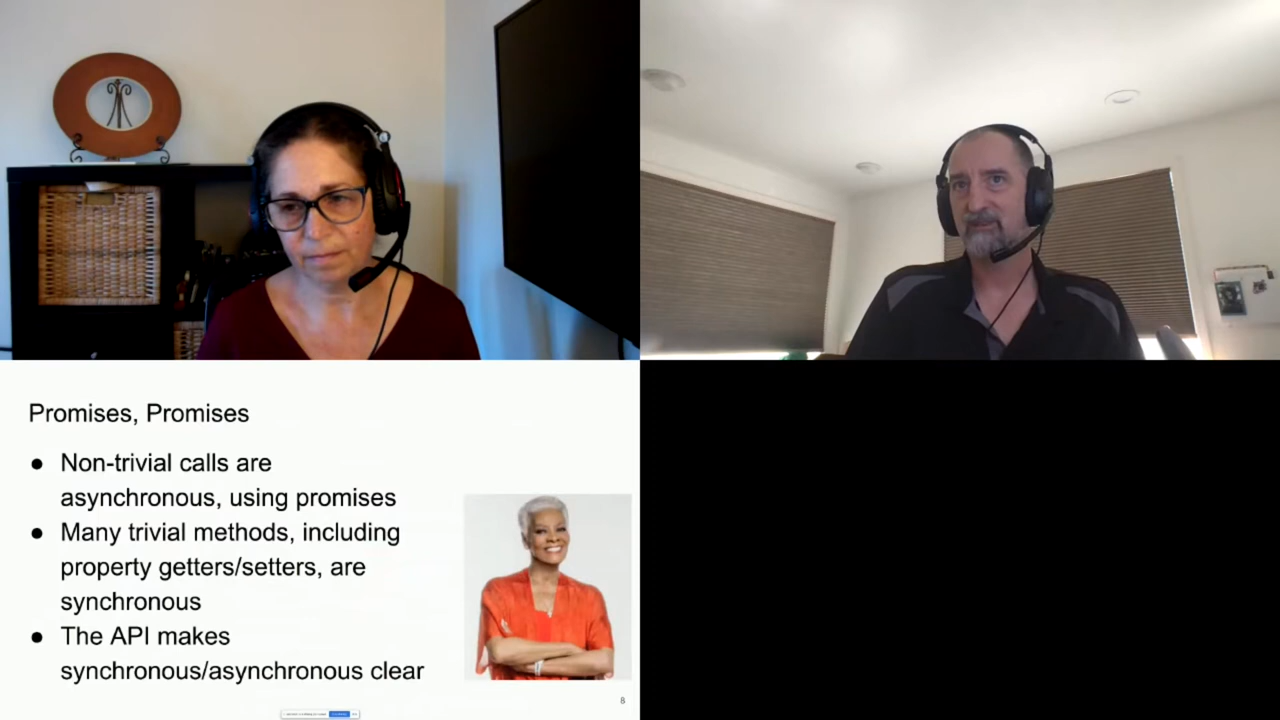 Promises, Promises
● Non-trivial calls are
asynchronous, using promises
● Many trivial methods, including
property getters/setters, are
synchronous
● The API makes
synchronous/asynchronous clear
8